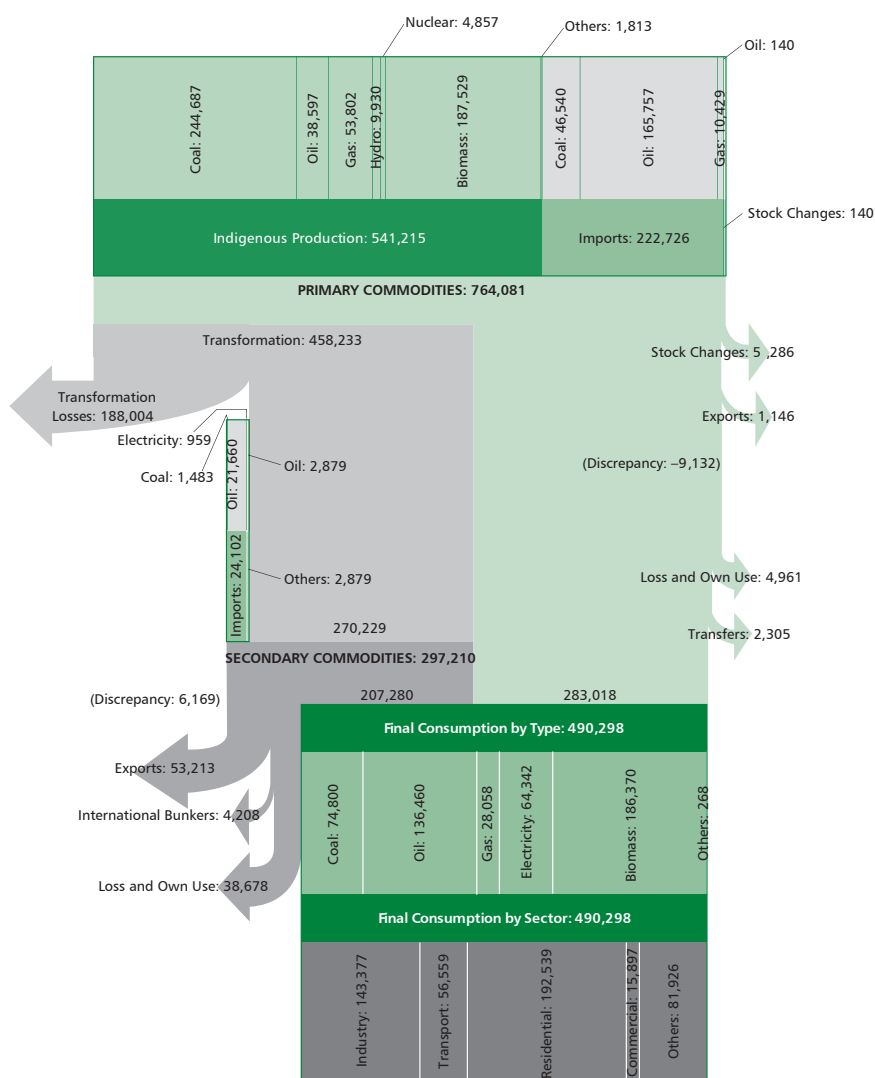 Nuclear: 4,857
Others: 1,813
Oil: 140
Coal: 244,687
Oil: 38,597
Gas: 53,802
Hydro: 9,930
Biomass: 187,529
Coal: 46,540
Oil: 165,757
Gas: 10,429
Stock Changes: 140
Indigenous Production: 541,215
Imports: 222,726
PRIMARY COMMODITIES: 764,081
Transformation: 458,233
Stock Changes: 5 ,286
Transformation
Losses: 188,004
Exports: 1,146
Electricity: 959
(Discrepancy: –9,132)
Coal: 1,483
Oil: 21,660
Oil: 2,879
Imports: 24,102
Others: 2,879
Loss and Own Use: 4,961
270,229
Transfers: 2,305
SECONDARY COMMODITIES: 297,210
(Discrepancy: 6,169)
207,280
283,018
Final Consumption by Type: 490,298
Exports: 53,213
International Bunkers: 4,208
Coal: 74,800
Oil: 136,460
Gas: 28,058
Electricity: 64,342
Biomass: 186,370
Others: 268
Loss and Own Use: 38,678
Final Consumption by Sector: 490,298
Industry: 143,377
Transport: 56,559
Residential: 192,539
Commercial: 15,897
Others: 81,926